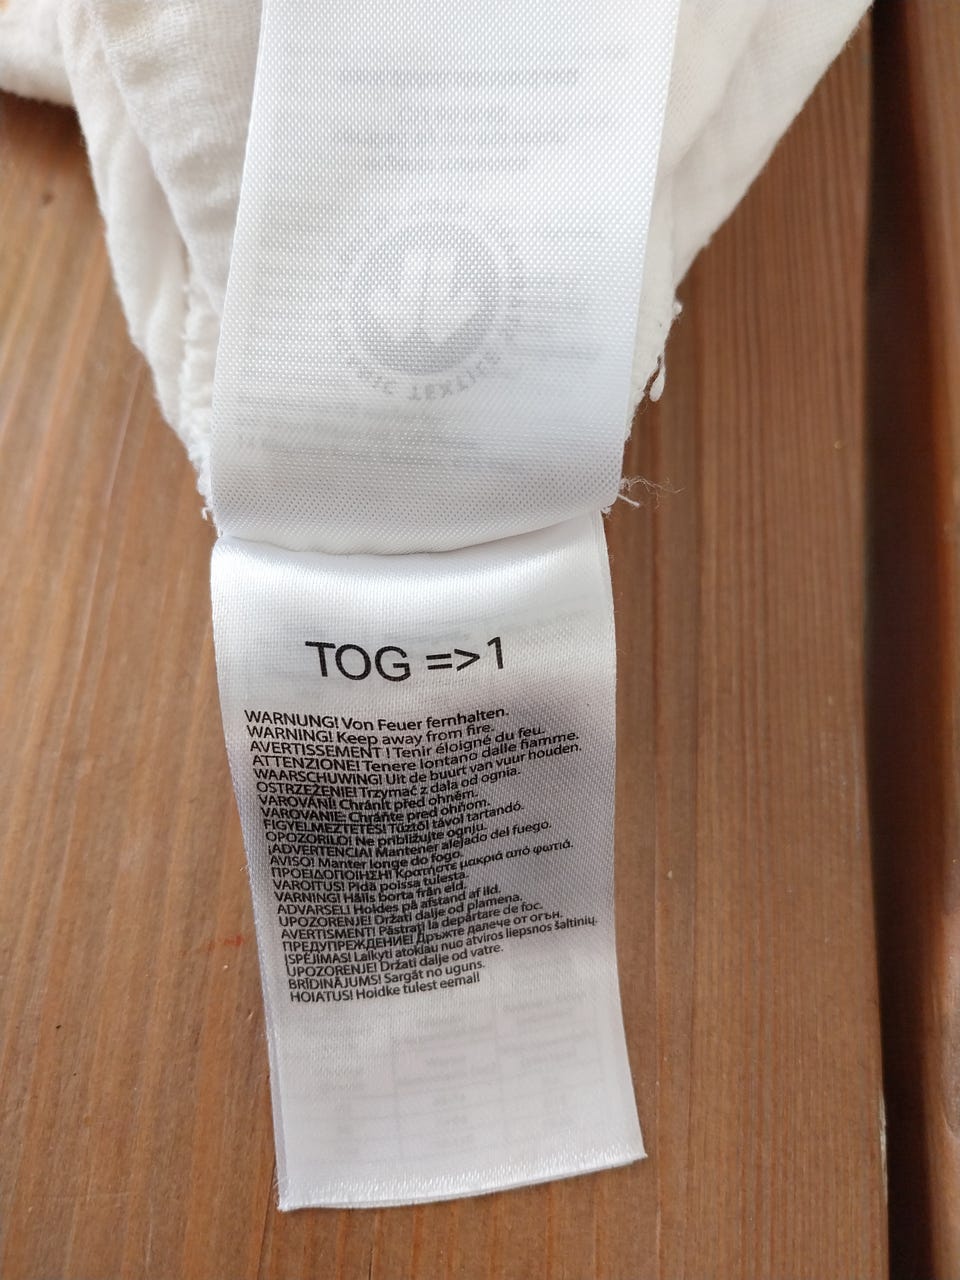 TOG =>1
WARNUNG! Von Feuer fernhalten.
WARNING! Keep away from fire.
AVERTISSEMENT ! Tenir éloigné du feu.
ATTENZIONE! Tenere lontano dalle fiamme.
WAARSCHUWING! Uit de buurt van vuur houden.
OSTRZEŻENIE! Trzymać z dala od ognia.
VAROVÁNÍ! Chránit před ohněm.
VAROVANIE: Chráňte pred ohňom.
FIGYELMEZTETÉS! Tűztől távol tartandó.
OPOZORILO! Ne približujte ognju.
¡ADVERTENCIA! Mantener alejado del fuego.
AVISO! Manter longe do fogo.
ΠΡΟΕΙΔΟΠΟΙΗΣΗ! Κρατήστε μακριά από φωτιά.
VAROITUS! Pidä poissa tulesta.
VARNING! Hålls borta från eld.
ADVARSEL! Holdes på afstand af ild.
UPOZORENJE! Držati dalje od plamena.
AVERTISMENT! Păstrați la depărtare de foc.
ПРЕДУПРЕЖДЕНИЕ! Дръжте далече от огън.
ĮSPĖJIMAS! Laikyti atokiau nuo atviros liepsnos šaltinių.
UPOZORENJE! Držati dalje od vatre.
BRĪDINĀJUMS! Sargāt no uguns.
HOIATUS! Hoidke tulest eemal!